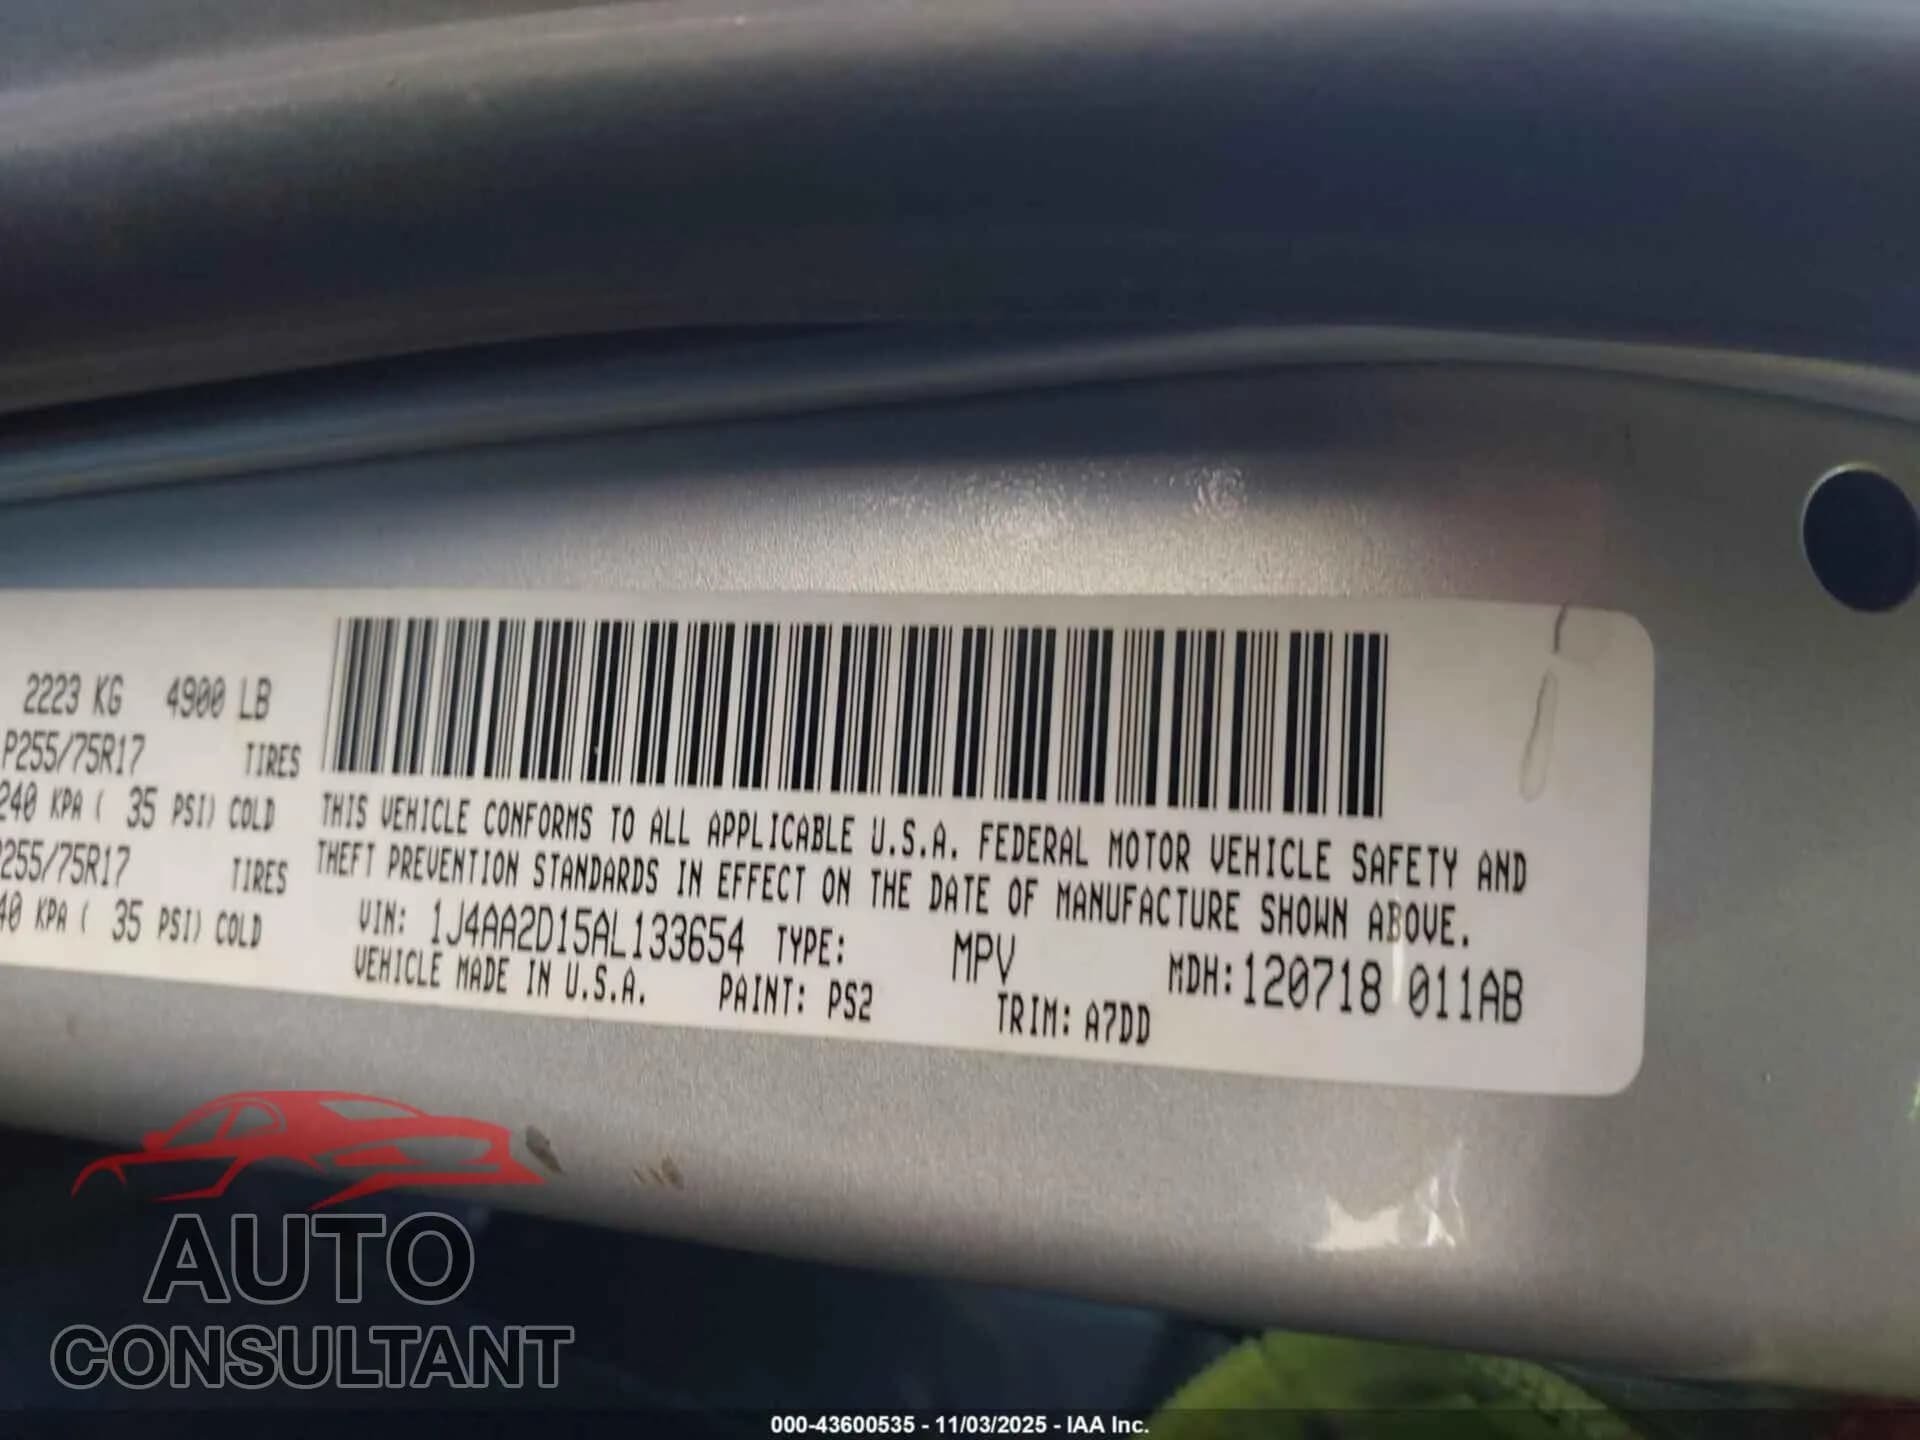 2223 KG 4900 LB
P255/75R17 TIRES
240 KPA ( 35 PSI) COLD
P255/75R17 TIRES
40 KPA ( 35 PSI) COLD
THIS VEHICLE CONFORMS TO ALL APPLICABLE U.S.A. FEDERAL MOTOR VEHICLE SAFETY AND
THEFT PREVENTION STANDARDS IN EFFECT ON THE DATE OF MANUFACTURE SHOWN ABOVE.
VIN: 1J4AA2D15AL133654 TYPE: MPV MDH:120718 011AB
VEHICLE MADE IN U.S.A. PAINT: PS2 TRIM: A7DD
AUTO
CONSULTANT
000-43600535 - 11/03/2025 - IAA Inc.